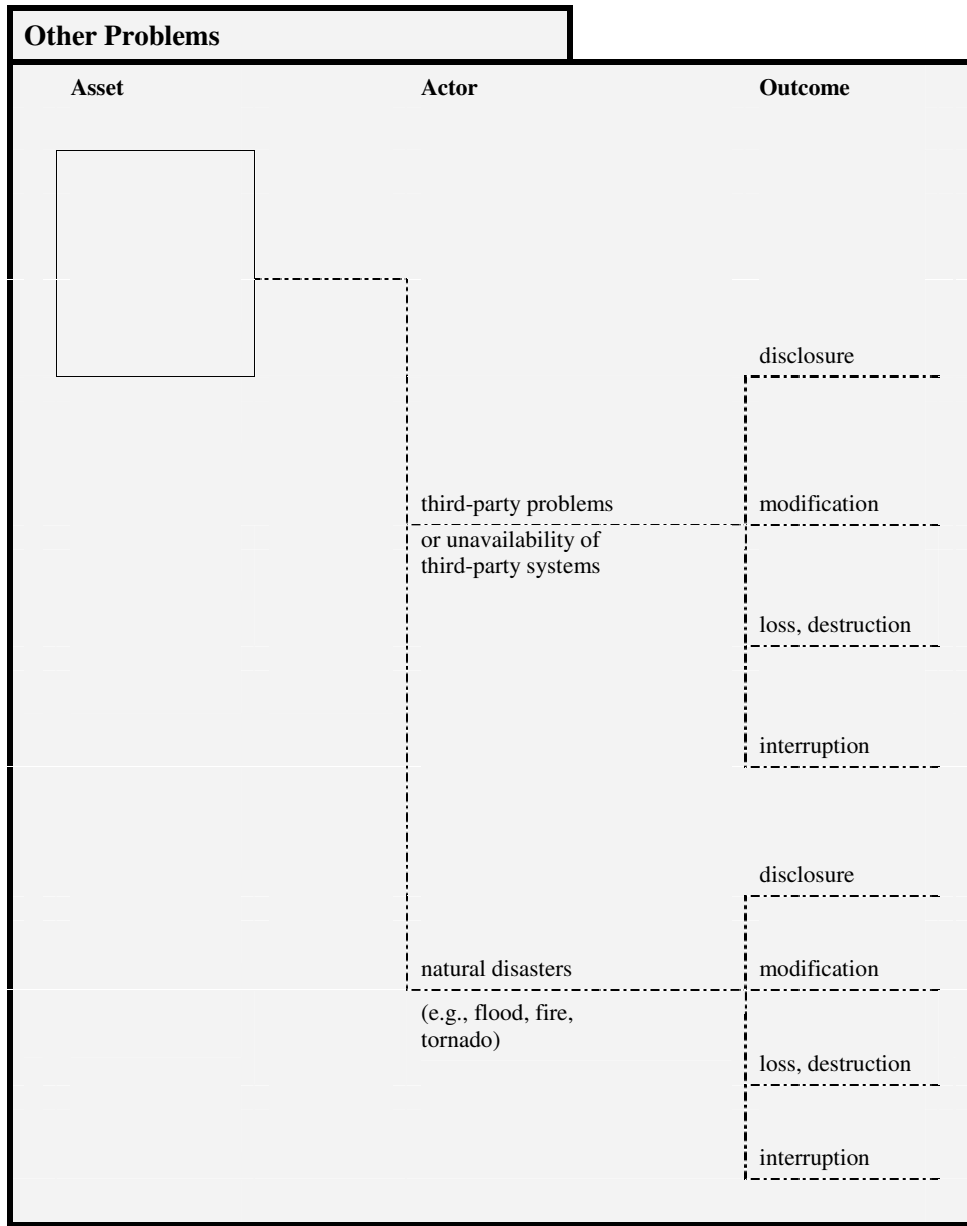 Other Problems
Asset
Actor
Outcome
disclosure
third-party problems
modification
or unavailability of
third-party systems
loss, destruction
interruption
disclosure
natural disasters
modification
(e.g., flood, fire,
tornado)
loss, destruction
interruption